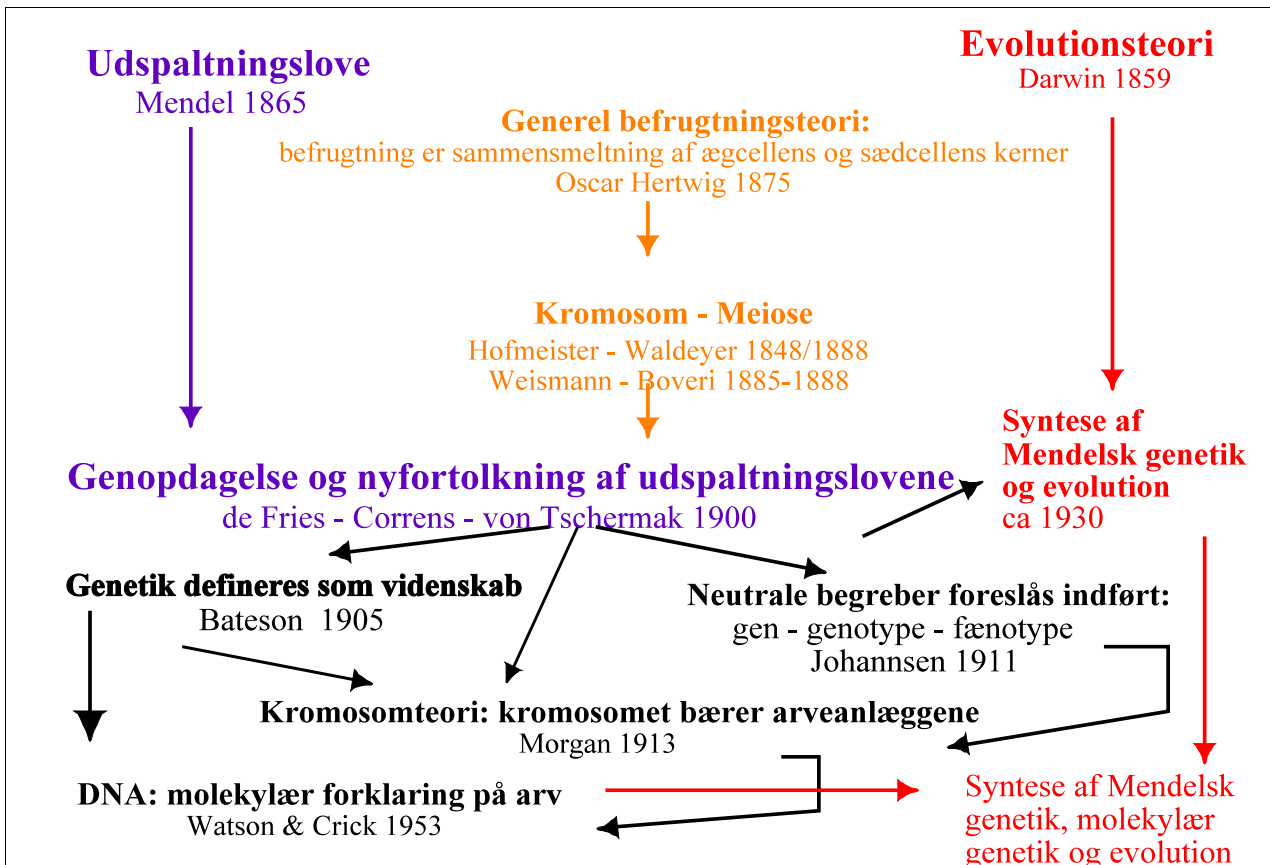 Udspaltningslove
Mendel 1865
Evolutionsteori
Darwin 1859
Generel befrugtningsteori:
befrugtning er sammensmeltning af ægcellens og sædcellens kerner
Oscar Hertwig 1875
Kromosom - Meiose
Hofmeister - Waldeyer 1848/1888
Weismann - Boveri 1885-1888
Syntese af
Mendelsk genetik
og evolution
ca 1930
Genopdagelse og nyfortolkning af udspaltningslovene
de Fries - Correns - von Tschermak 1900
Genetik defineres som videnskab
Bateson 1905
Neutrale begreber foreslås indført:
gen - genotype - fænotype
Johannsen 1911
Kromosomteori: kromosomet bærer arveanlæggene
Morgan 1913
DNA: molekylær forklaring på arv
Watson & Crick 1953
Syntese af Mendelsk
genetik, molekylær
genetik og evolution